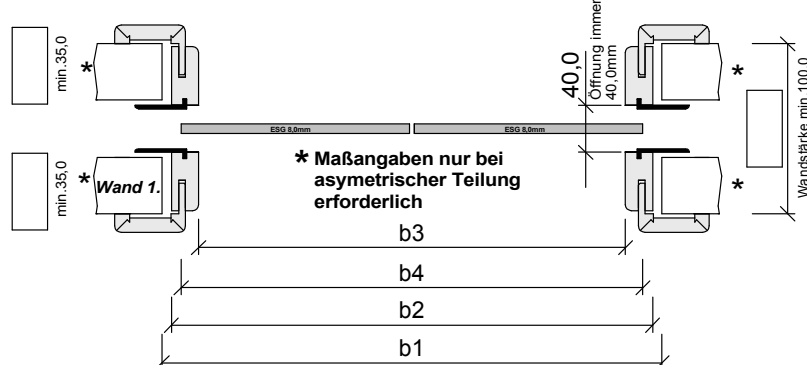 min.35,0
*
40,0
Öffnung immer
40,0mm
*
Wandstärke min.100,0
ESG 8,0mm
ESG 8,0mm
min.35,0
*
Wand 1.
* Maßangaben nur bei
asymetrischer Teilung
erforderlich
*
b3
b4
b2
b1